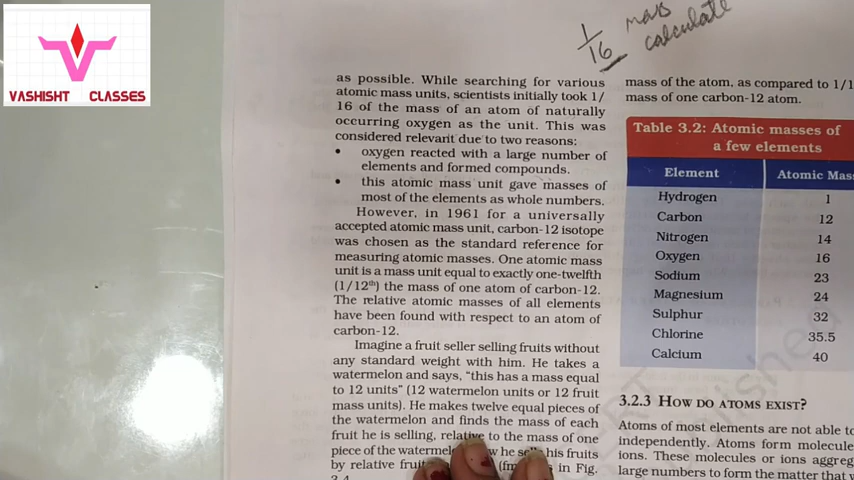 VASHISHT CLASSES
1/16 mass
calculate
as possible. While searching for various
atomic mass units, scientists initially took 1/
16 of the mass of an atom of naturally
occurring oxygen as the unit. This was
considered relevant due to two reasons:
• oxygen reacted with a large number of
elements and formed compounds.
• this atomic mass unit gave masses of
most of the elements as whole numbers.
However, in 1961 for a universally
accepted atomic mass unit, carbon-12 isotope
was chosen as the standard reference for
measuring atomic masses. One atomic mass
unit is a mass unit equal to exactly one-twelfth
(1/12th) the mass of one atom of carbon-12.
The relative atomic masses of all elements
have been found with respect to an atom of
carbon-12.
Imagine a fruit seller selling fruits without
any standard weight with him. He takes a
watermelon and says, “this has a mass equal
to 12 units” (12 watermelon units or 12 fruit
mass units). He makes twelve equal pieces of
the watermelon and finds the mass of each
fruit he is selling, relative to the mass of one
piece of the his fruits
by relative in Fig.
3.4
mass of the atom, as compared to 1/1
mass of one carbon-12 atom.
Table 3.2: Atomic masses of
a few elements
Element Atomic Mass
Hydrogen 1
Carbon 12
Nitrogen 14
Oxygen 16
Sodium 23
Magnesium 24
Sulphur 32
Chlorine 35.5
Calcium 40
3.2.3 HOW DO ATOMS EXIST?
Atoms of most elements are not able to
independently. Atoms form molecule
ions. These molecules or ions aggreg
large numbers to form the matter that